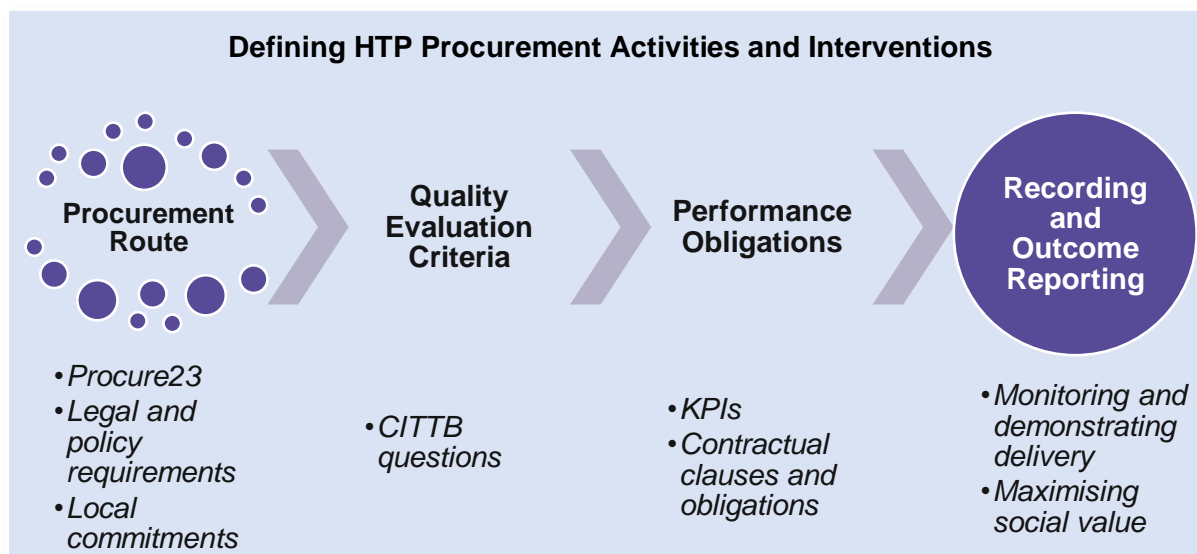 Defining HTP Procurement Activities and Interventions
Procurement
Route
Quality
Evaluation
Criteria
Performance
Obligations
Recording
and
Outcome
Reporting
•Procure23
•Legal and
policy
requirements
•Local
commitments
•CITTB
questions
•KPIs
•Contractual
clauses and
obligations
•Monitoring and
demonstrating
delivery
•Maximising
social value